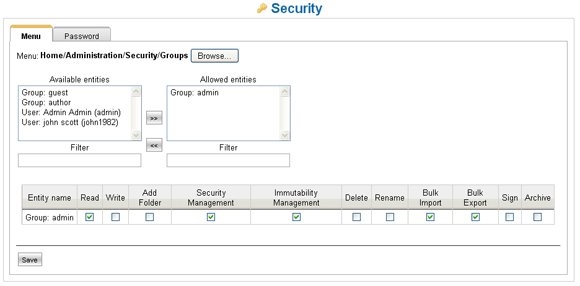 Security
Menu
Password
Menu: Home/Administration/Security/Groups
Browse...
Available entities
Allowed entities
Group: guest
Group: author
User: Admin Admin (admin)
User: john scott (john1982)
Group: admin
>>
<<
Filter
Filter
Entity name Read Write Add Folder Security Management Immutability Management Delete Rename Bulk Import Bulk Export Sign Archive
Group: admin
Save